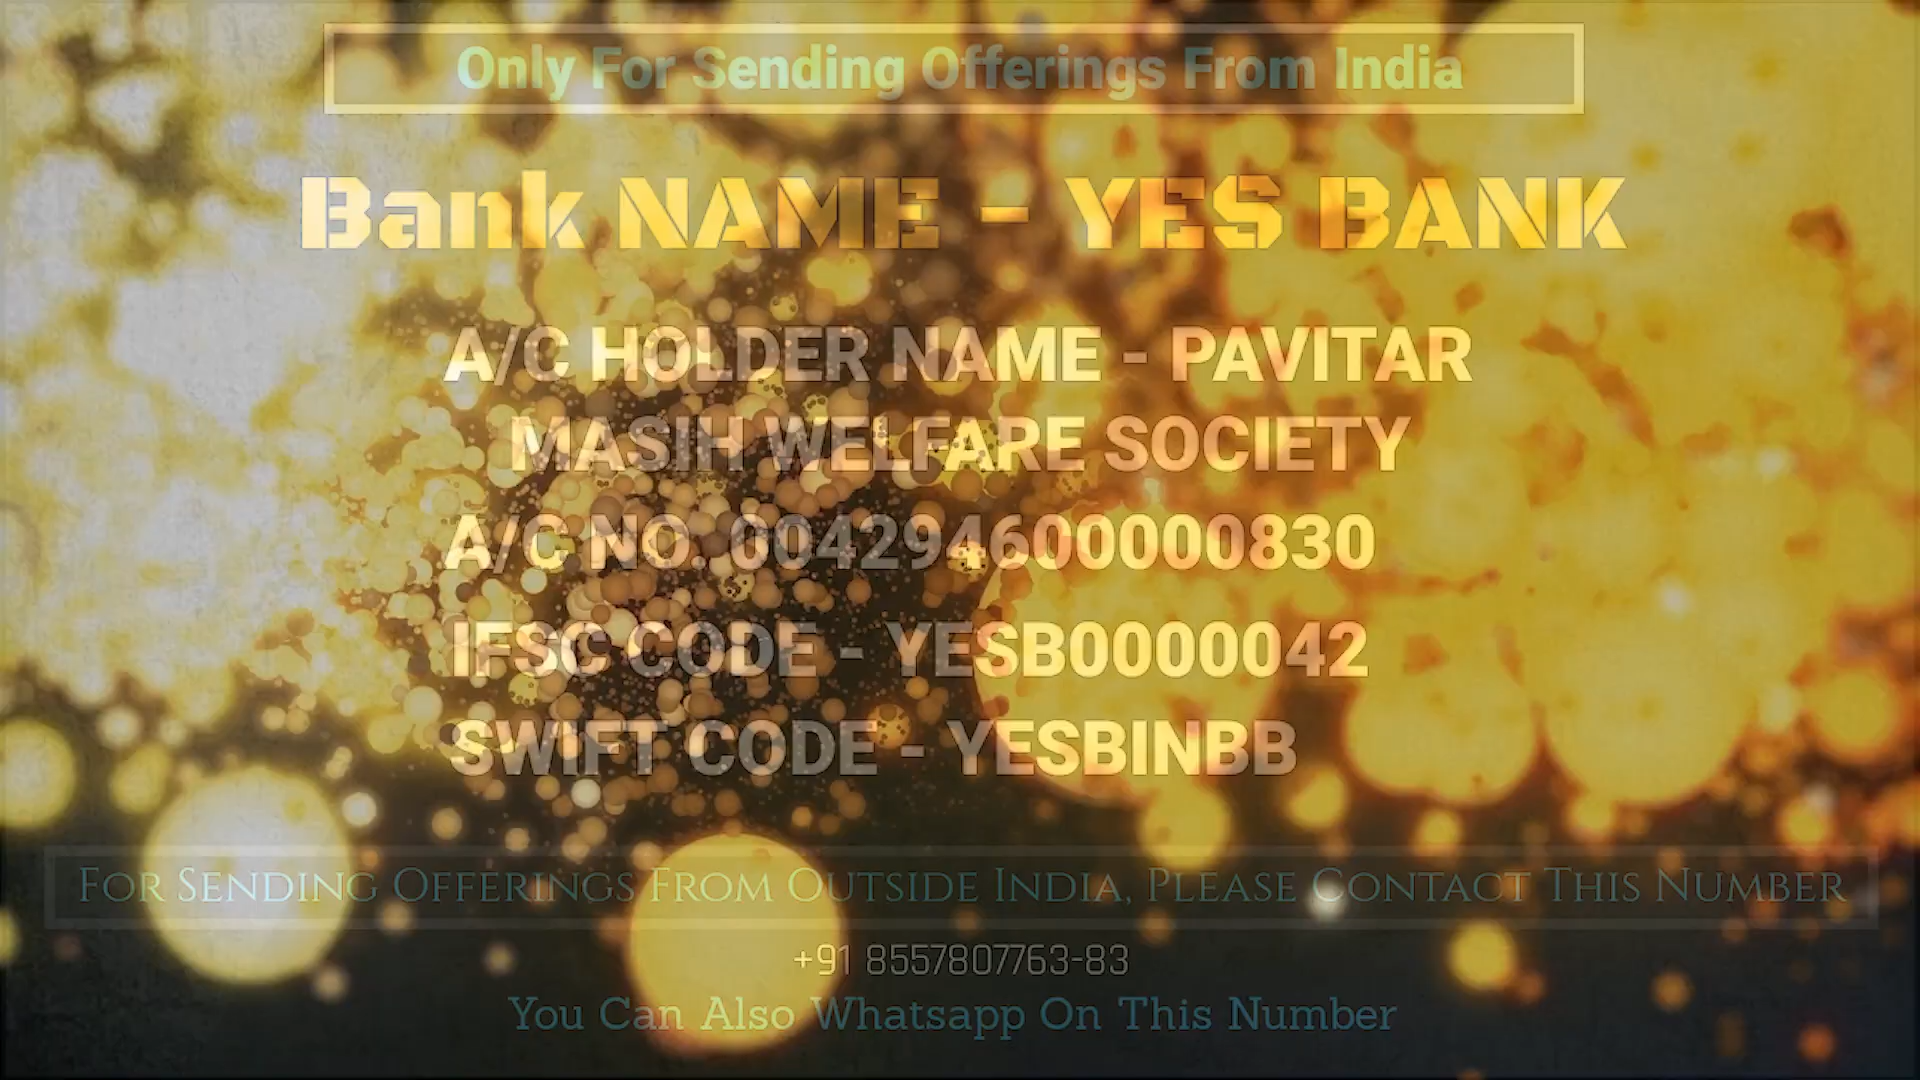 Only For Sending Offerings From India
Bank NAME - YES BANK
A/C HOLDER NAME - PAVITAR
MASIH WELFARE SOCIETY
A/C NO. 004294600000830
IFSC CODE - YESB0000042
SWIFT CODE - YESBINBB
For Sending Offerings From Outside India, Please Contact This Number
+91 8557807763-83
You Can Also Whatsapp On This Number